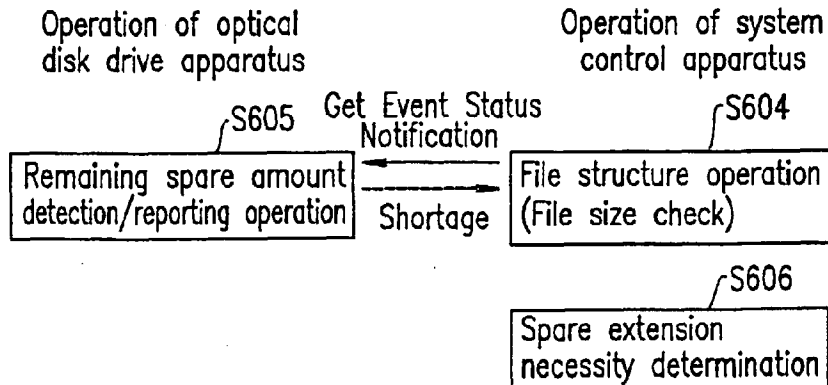 Operation of optical
disk drive apparatus
Operation of system
control apparatus
S605
Get Event Status
Notification
S604
Remaining spare amount
detection/reporting operation
Shortage
File structure operation
(File size check)
S606
Spare extension
necessity determination